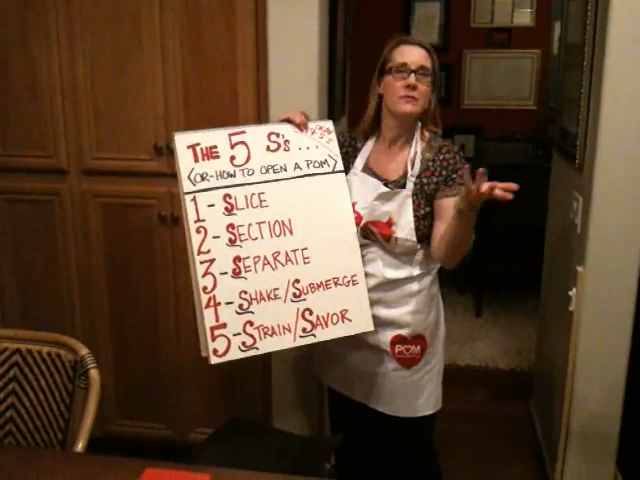 THE 5 S's ...
(OR-HOW TO OPEN A POM)
1-SLICE
2-SECTION
3-SEPARATE
4-SHAKE/SUBMERGE
5-STRAIN/SAVOR
POM